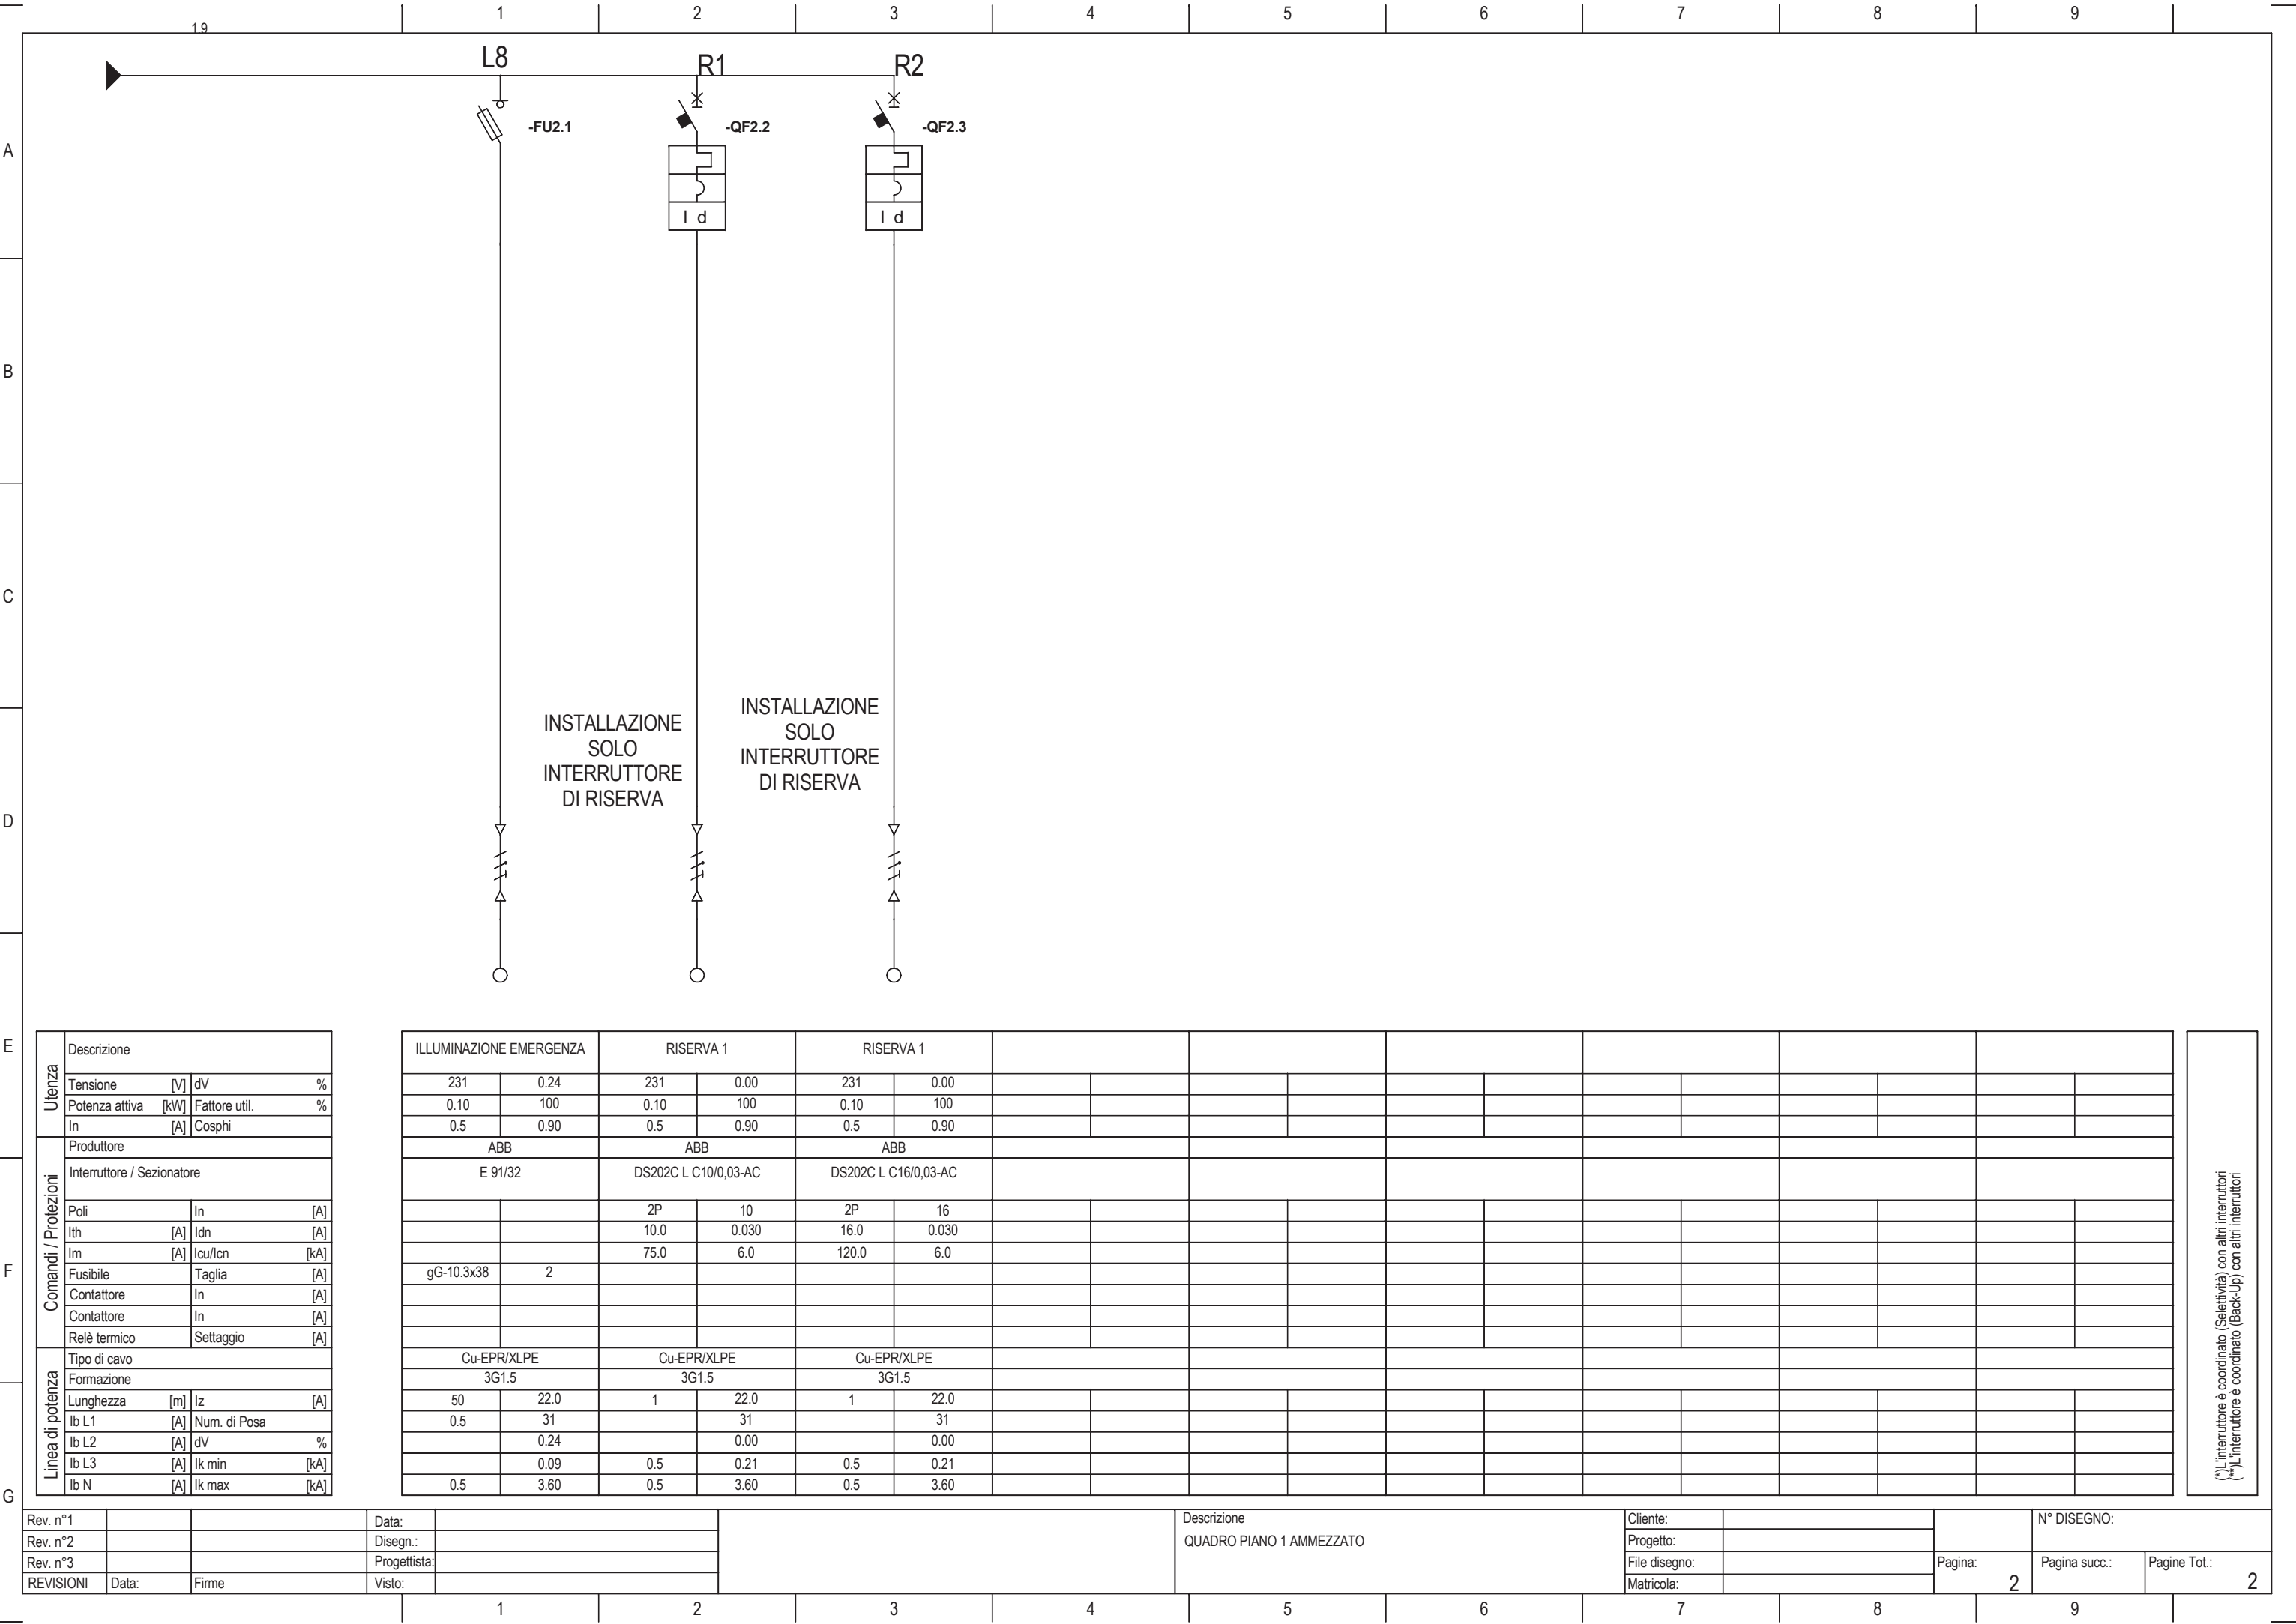 1 2 3 4 5 6 7 8 9
1.9
L8 R1 R2
-FU2.1 -QF2.2 -QF2.3
A
I d I d
B
C
INSTALLAZIONE
SOLO
INTERRUTTORE
DI RISERVA
INSTALLAZIONE
SOLO
INTERRUTTORE
DI RISERVA
D
E
Utenza
Descrizione ILLUMINAZIONE EMERGENZA RISERVA 1 RISERVA 1
Tensione [V] dV % 231 0.24 231 0.00 231 0.00
Potenza attiva [kW] Fattore util. % 0.10 100 0.10 100 0.10 100
In [A] Cosphi 0.5 0.90 0.5 0.90 0.5 0.90
Comandi / Protezioni
Produttore ABB ABB ABB
Interruttore / Sezionatore E 91/32 DS202C L C10/0,03-AC DS202C L C16/0,03-AC
Poli In [A] 2P 10 2P 16
Ith [A] Idn [A] 10.0 0.030 16.0 0.030
Im [A] Icu/Icn [kA] 75.0 6.0 120.0 6.0
F
Fusibile Taglia [A] gG-10.3x38 2
Contattore In [A]
Contattore In [A]
Relè termico Settaggio [A]
Linea di potenza
Tipo di cavo Cu-EPR/XLPE Cu-EPR/XLPE Cu-EPR/XLPE
Formazione 3G1.5 3G1.5 3G1.5
Lunghezza [m] Iz [A] 50 22.0 1 22.0 1 22.0
Ib L1 [A] Num. di Posa 0.5 31 31 31
Ib L2 [A] dV % 0.24 0.00 0.00
Ib L3 [A] Ik min [kA] 0.09 0.5 0.21 0.5 0.21
Ib N [A] Ik max [kA] 0.5 3.60 0.5 3.60 0.5 3.60
G
(*)L'interruttore è coordinato (Selettività) con altri interruttori
(**)L'interruttore è coordinato (Back-Up) con altri interruttori
Rev. n°1 Data: Descrizione Cliente: N° DISEGNO:
Rev. n°2 Disegn.: QUADRO PIANO 1 AMMEZZATO Progetto:
Rev. n°3 Progettista: File disegno: Pagina: Pagina succ.: Pagine Tot.:
REVISIONI Data: Firme Visto: Matricola: 2 2
1 2 3 4 5 6 7 8 9